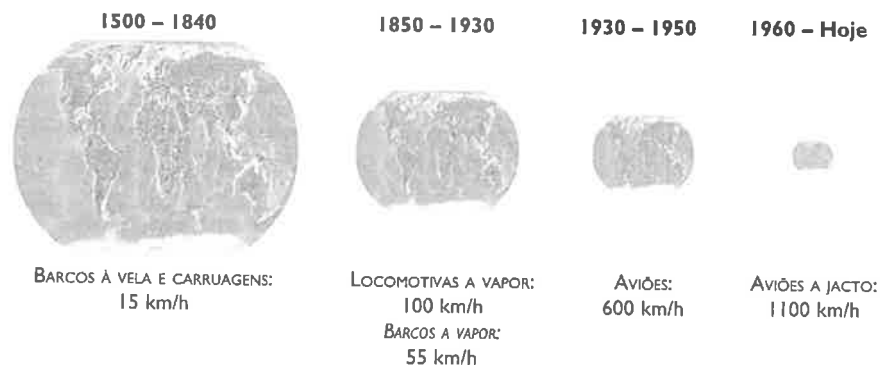 1500 – 1840
1850 – 1930
1930 – 1950
1960 – Hoje
BARCOS À VELA E CARRUAGENS:
15 km/h
LOCOMOTIVAS A VAPOR:
100 km/h
BARCOS A VAPOR:
55 km/h
AVIÕES:
600 km/h
AVIÕES A JACTO:
1100 km/h